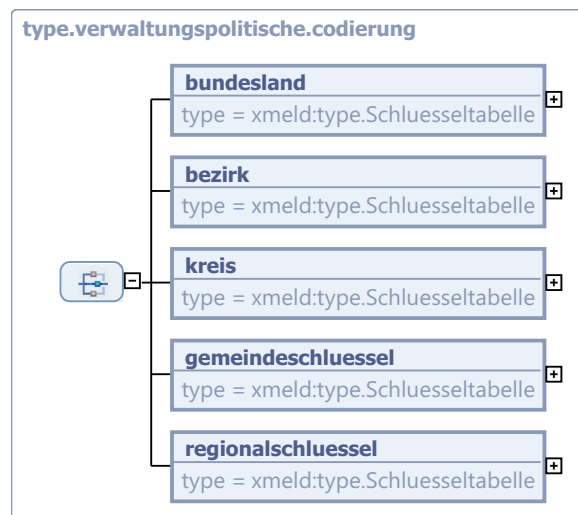 type.verwaltungspolitische.codierung
bundesland
type = xmeld:type.Schluesseltabelle
bezirk
type = xmeld:type.Schluesseltabelle
kreis
type = xmeld:type.Schluesseltabelle
gemeindeschluessel
type = xmeld:type.Schluesseltabelle
regionalschluessel
type = xmeld:type.Schluesseltabelle